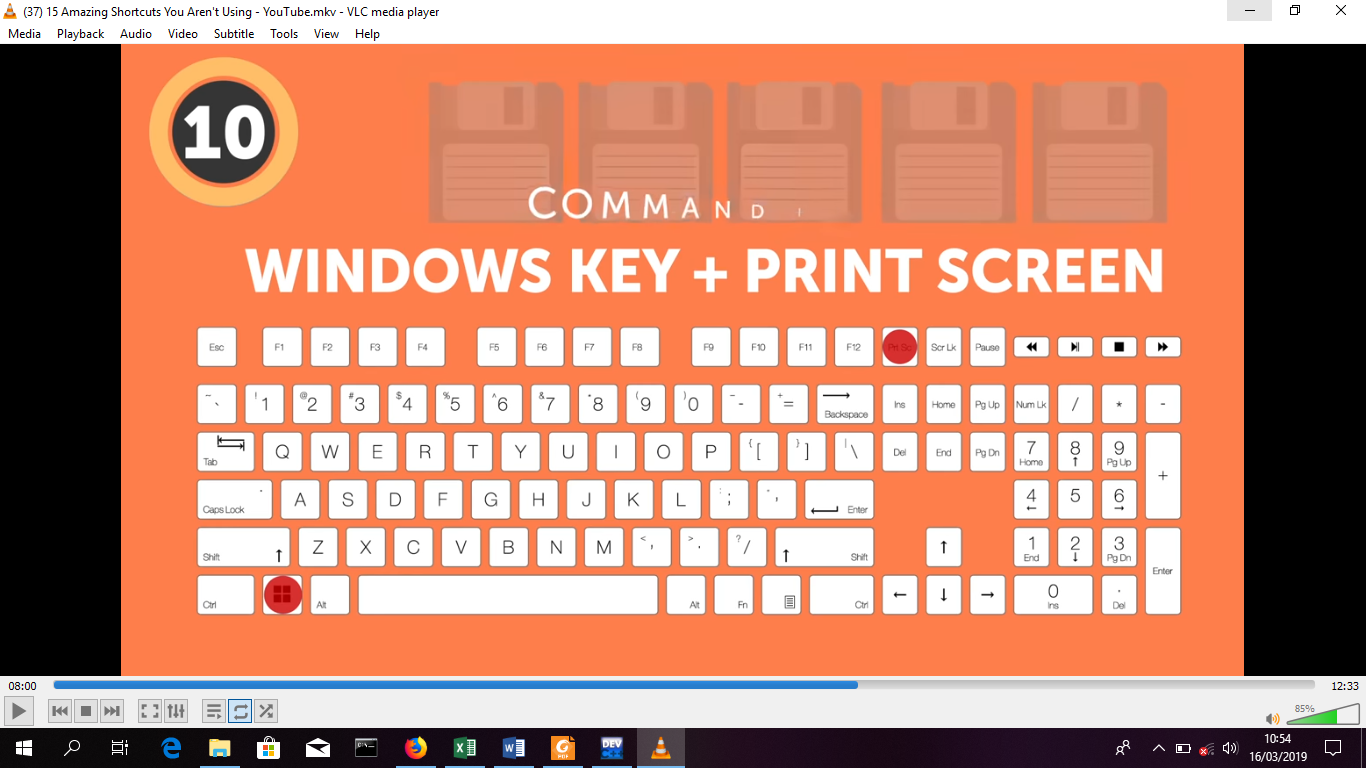 (37) 15 Amazing Shortcuts You Aren't Using - YouTube.mkv - VLC media player
Media Playback Audio Video Subtitle Tools View Help
10
COMMAND
WINDOWS KEY + PRINT SCREEN
Esc F1 F2 F3 F4 F5 F6 F7 F8 F9 F10 F11 F12 Prt Sc Scr Lk Pause
~ ` ! 1 @ 2 # 3 $ 4 % 5 ^ 6 & 7 * 8 ( 9 ) 0 - + = Backspace Ins Home Pg Up Num Lk / * -
Tab Q W E R T Y U I O P { [ } ] | \ Del End Pg Dn 7 Home 8 ↑ 9 Pg Up +
Caps Lock A S D F G H J K L : ; Enter 4 ← 5 6 →
Shift ↑ Z X C V B N M < , > . ? / ↑ Shift ↑ 1 End 2 ↓ 3 Pg Dn Enter
Ctrl Alt Alt Fn Ctrl ← ↓ → 0 Ins . Del
08:00 12:33
85%
PDF DEV 10:54
16/03/2019